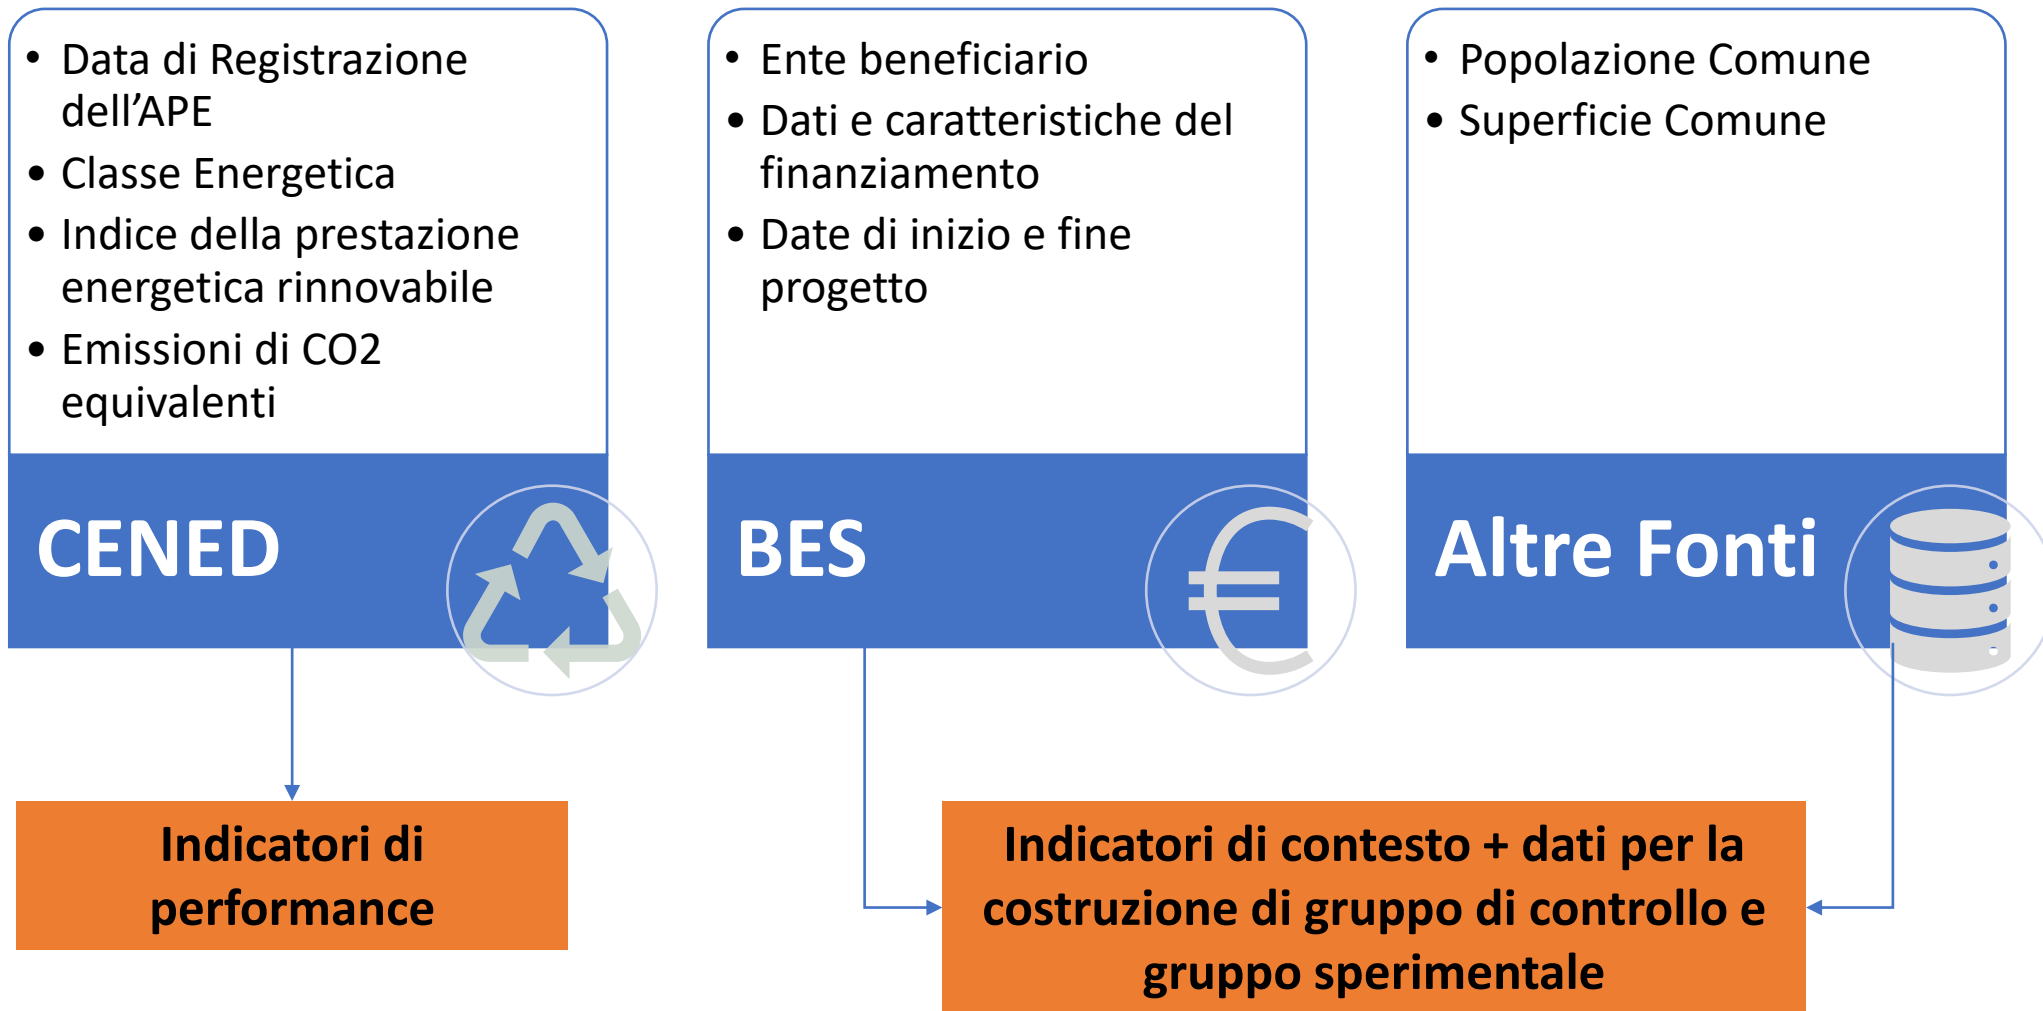 • Data di Registrazione
dell’APE
• Classe Energetica
• Indice della prestazione
energetica rinnovabile
• Emissioni di CO2
equivalenti
CENED
• Ente beneficiario
• Dati e caratteristiche del
finanziamento
• Date di inizio e fine
progetto
BES
• Popolazione Comune
• Superficie Comune
Altre Fonti
Indicatori di
performance
Indicatori di contesto + dati per la
costruzione di gruppo di controllo e
gruppo sperimentale